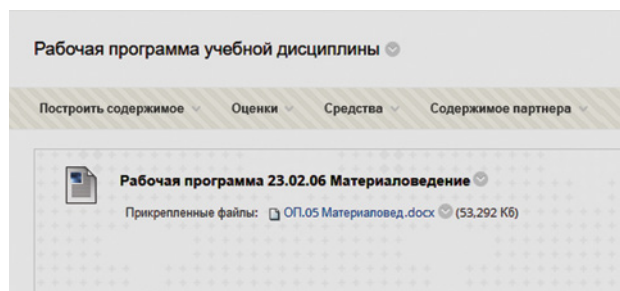 Рабочая программа учебной дисциплины
Построить содержимое Оценки Средства Содержимое партнера
Рабочая программа 23.02.06 Материаловедение
Прикрепленные файлы: ОП.05 Материаловед.docx (53,292 Кб)